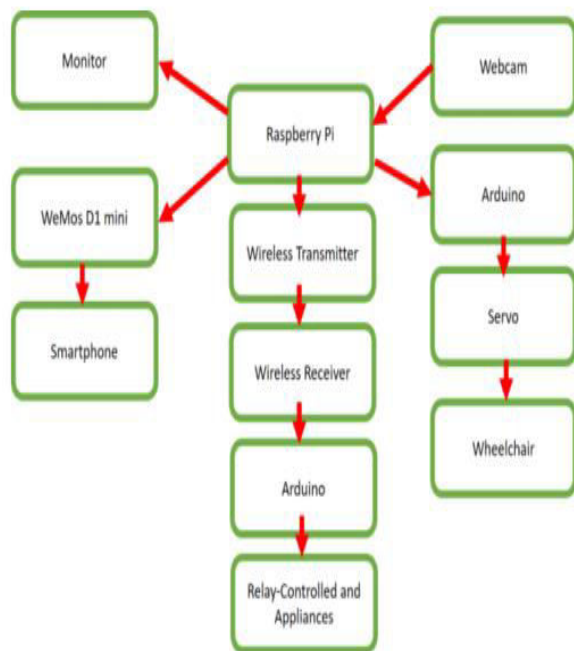 Monitor
Webcam
Raspberry Pi
WeMos D1 mini
Arduino
Wireless Transmitter
Smartphone
Servo
Wireless Receiver
Wheelchair
Arduino
Relay-Controlled and
Appliances